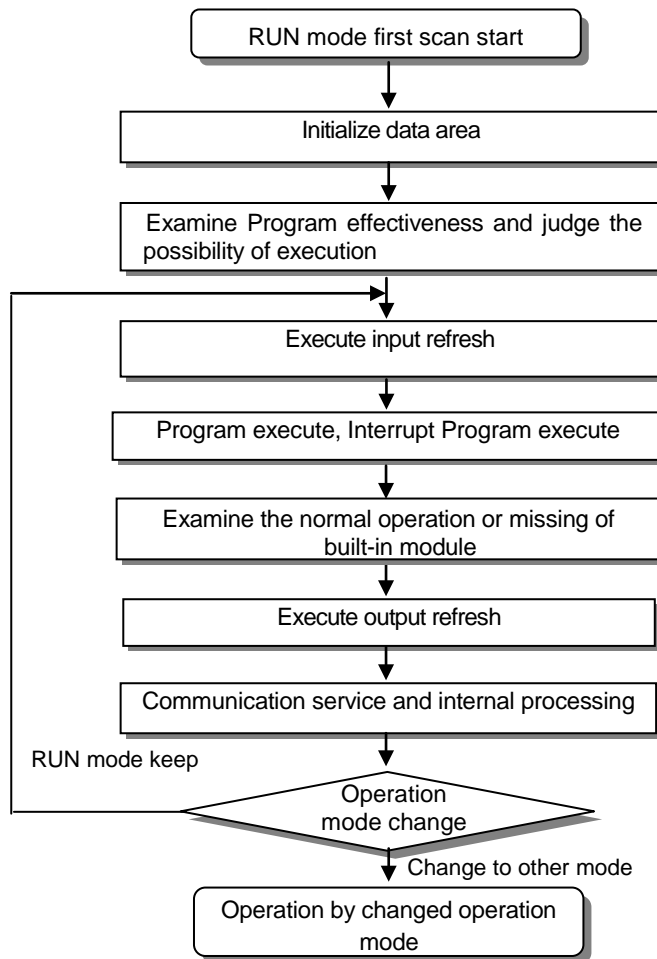 RUN mode first scan start
Initialize data area
Examine Program effectiveness and judge the
possibility of execution
Execute input refresh
Program execute, Interrupt Program execute
Examine the normal operation or missing of
built-in module
Execute output refresh
Communication service and internal processing
RUN mode keep
Operation
mode change
Change to other mode
Operation by changed operation
mode